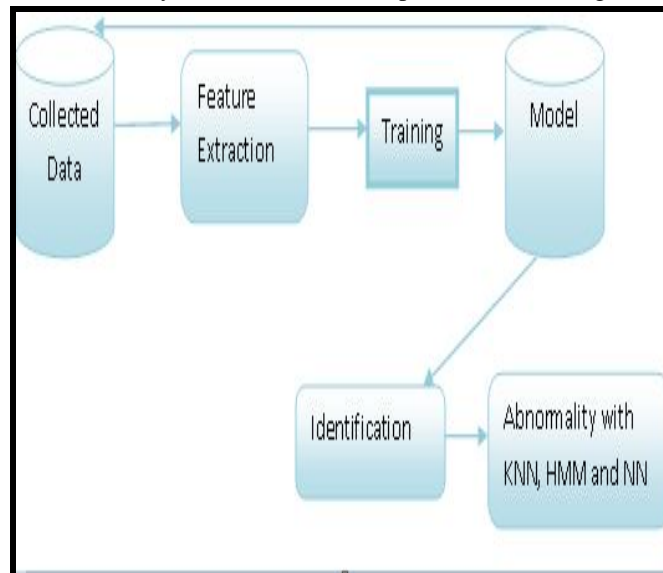 Collected
Data
Feature
Extraction
Training
Model
Identification
Abnormality with
KNN, HMM and NN